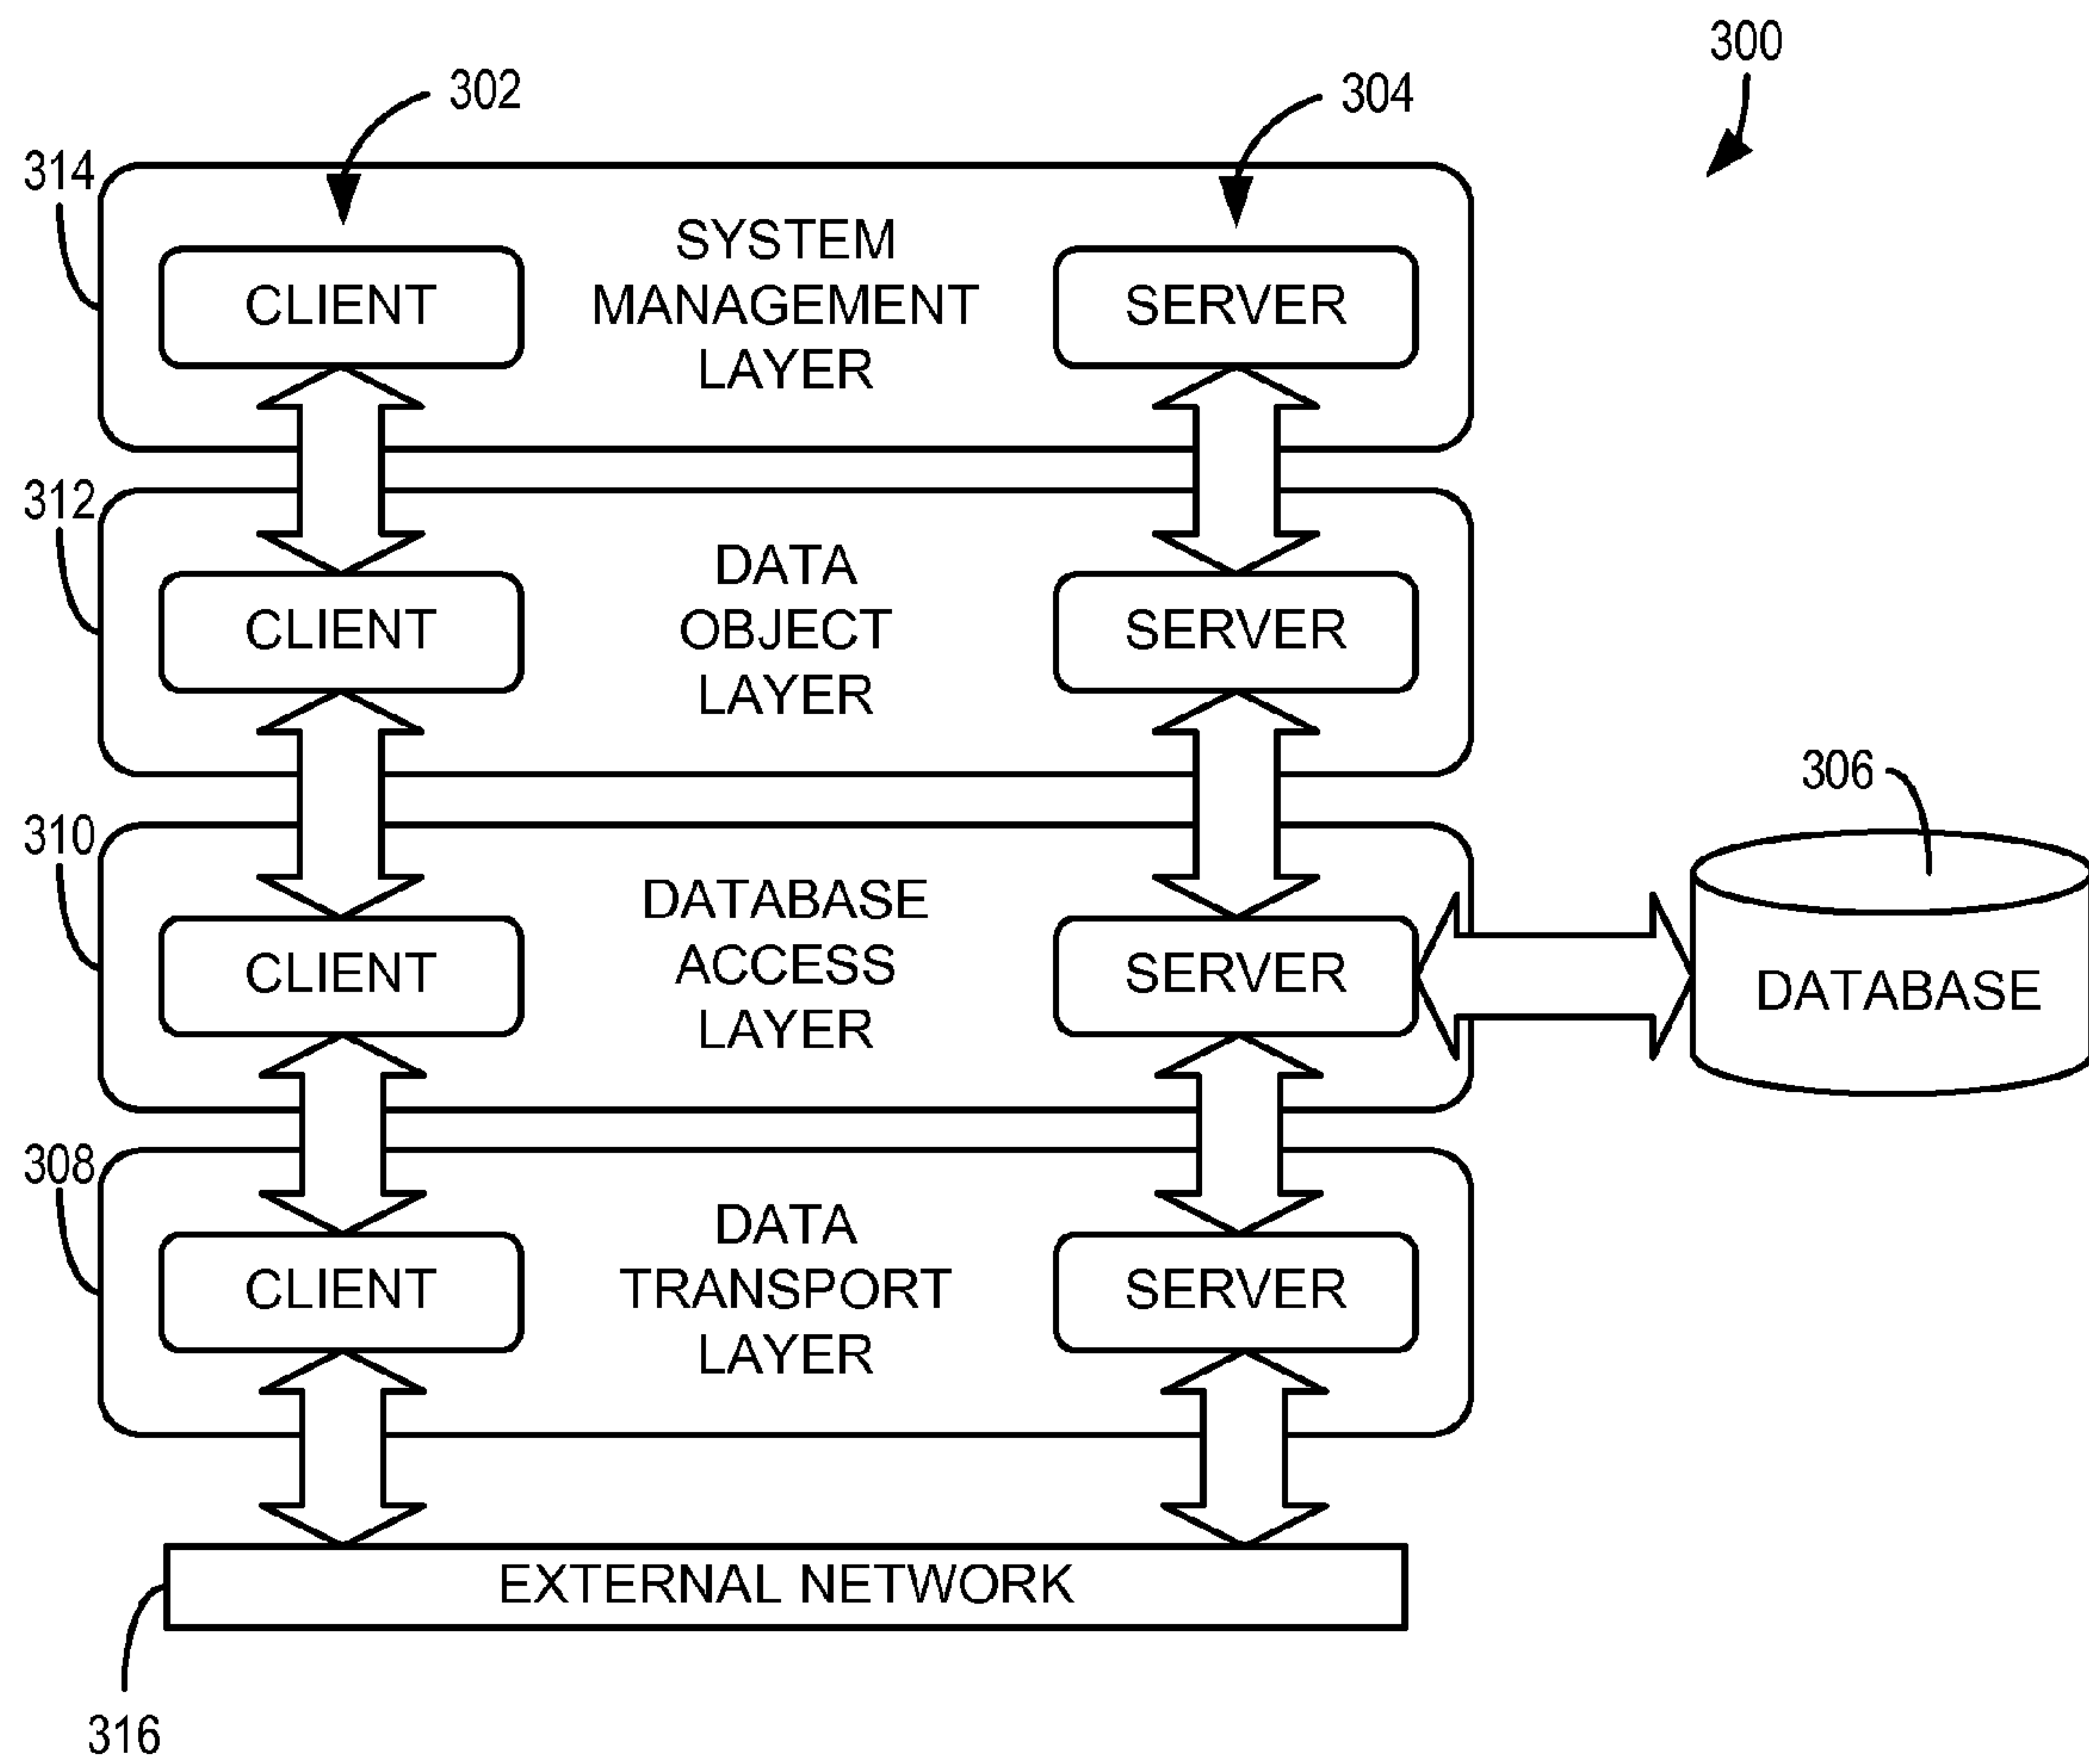 300
302
304
314
SYSTEM
MANAGEMENT
LAYER
CLIENT
SERVER
312
DATA
OBJECT
LAYER
CLIENT
SERVER
306
310
DATABASE
ACCESS
LAYER
CLIENT
SERVER
DATABASE
308
DATA
TRANSPORT
LAYER
CLIENT
SERVER
EXTERNAL NETWORK
316